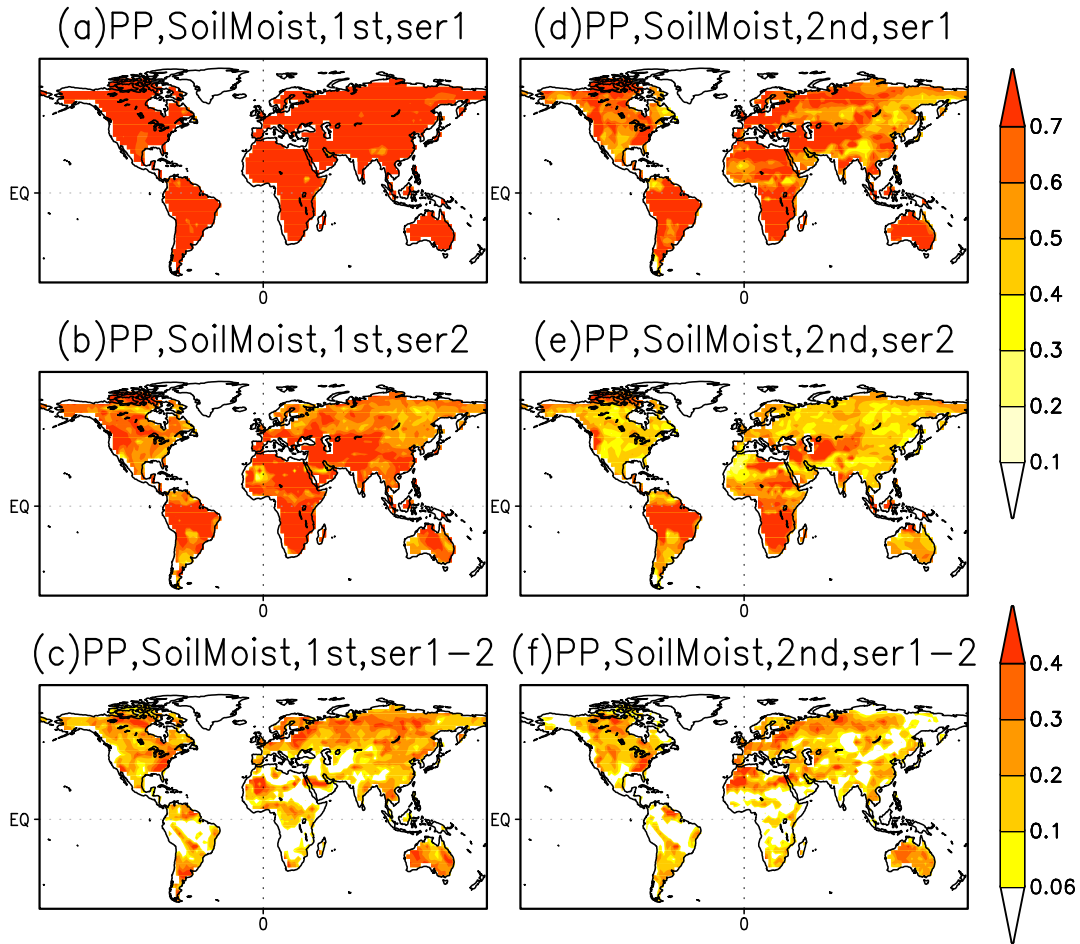 (a)PP,SoilMoist,1st,ser1
(d)PP,SoilMoist,2nd,ser1
EQ
0
0
0.7
0.6
0.5
0.4
0.3
0.2
0.1
(b)PP,SoilMoist,1st,ser2
(e)PP,SoilMoist,2nd,ser2
EQ
0
0
(c)PP,SoilMoist,1st,ser1-2
(f)PP,SoilMoist,2nd,ser1-2
EQ
0
0
0.4
0.3
0.2
0.1
0.06